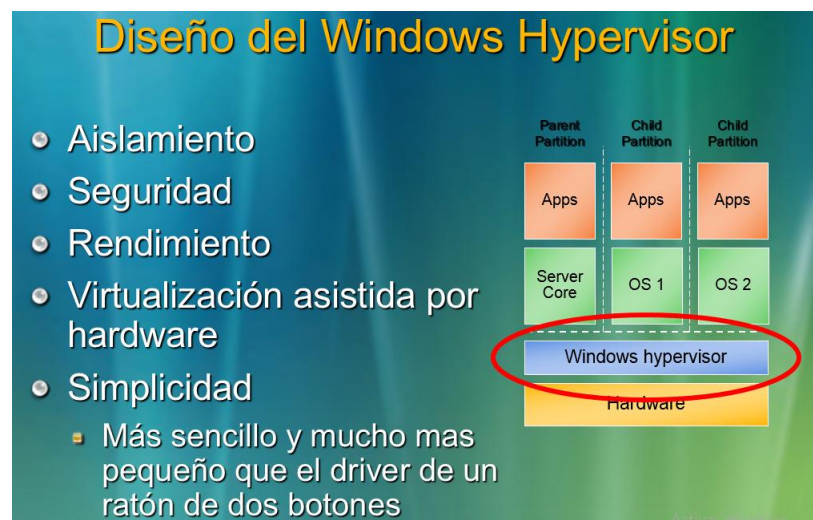 Diseño del Windows Hypervisor
Aislamiento
Seguridad
Rendimiento
Virtualización asistida por
hardware
Simplicidad
Más sencillo y mucho mas
pequeño que el driver de un
ratón de dos botones
Parent Child Child
Partition Partition Partition
Apps Apps Apps
Server
Core OS 1 OS 2
Windows hypervisor
Hardware